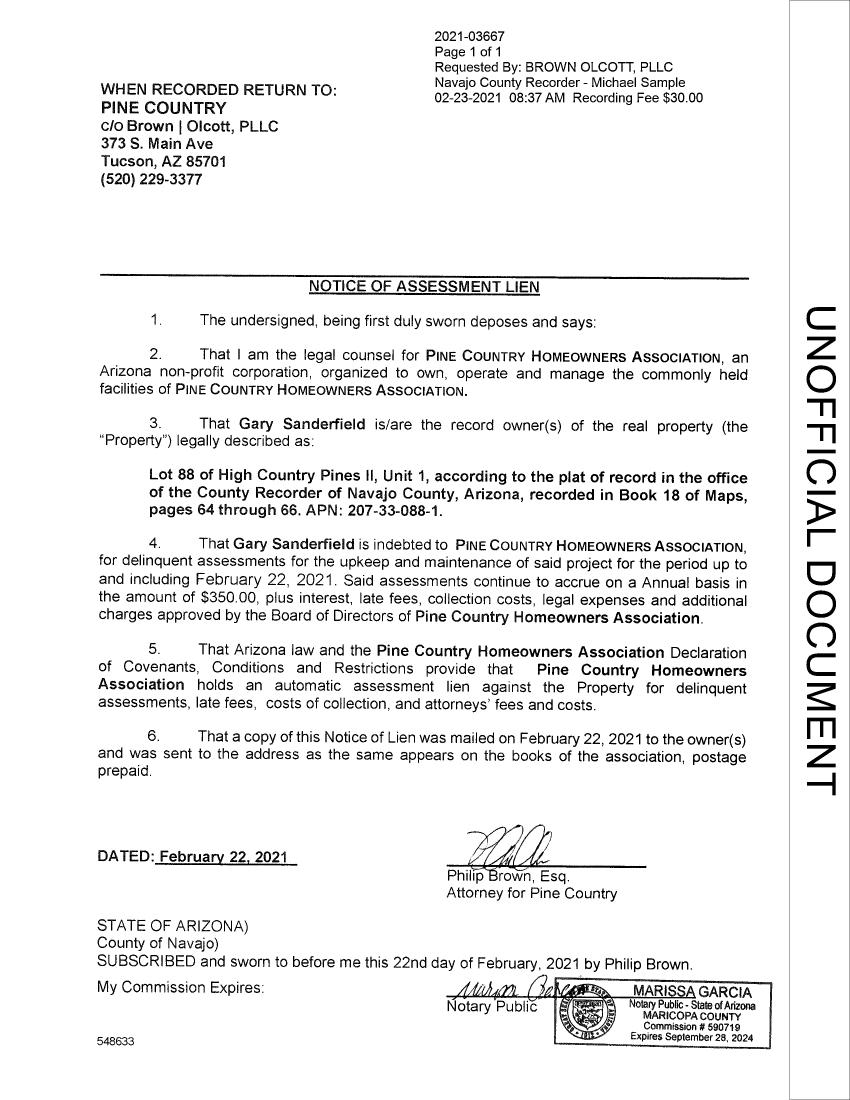 2021-03667
Page 1 of 1
Requested By: BROWN OLCOTT, PLLC
Navajo County Recorder - Michael Sample
02-23-2021 08:37 AM Recording Fee $30.00
WHEN RECORDED RETURN TO:
PINE COUNTRY
c/o Brown | Olcott, PLLC
373 S. Main Ave
Tucson, AZ 85701
(520) 229-3377
NOTICE OF ASSESSMENT LIEN
1. The undersigned, being first duly sworn deposes and says:
2. That I am the legal counsel for PINE COUNTRY HOMEOWNERS ASSOCIATION, an
Arizona non-profit corporation, organized to own, operate and manage the commonly held
facilities of PINE COUNTRY HOMEOWNERS ASSOCIATION.
3. That Gary Sanderfield is/are the record owner(s) of the real property (the
“Property”) legally described as:
Lot 88 of High Country Pines II, Unit 1, according to the plat of record in the office
of the County Recorder of Navajo County, Arizona, recorded in Book 18 of Maps,
pages 64 through 66. APN: 207-33-088-1.
4. That Gary Sanderfield is indebted to PINE COUNTRY HOMEOWNERS ASSOCIATION,
for delinquent assessments for the upkeep and maintenance of said project for the period up to
and including February 22, 2021. Said assessments continue to accrue on a Annual basis in
the amount of $350.00, plus interest, late fees, collection costs, legal expenses and additional
charges approved by the Board of Directors of Pine Country Homeowners Association.
5. That Arizona law and the Pine Country Homeowners Association Declaration
of Covenants, Conditions and Restrictions provide that Pine Country Homeowners
Association holds an automatic assessment lien against the Property for delinquent
assessments, late fees, costs of collection, and attorneys’ fees and costs.
6. That a copy of this Notice of Lien was mailed on February 22, 2021 to the owner(s)
and was sent to the address as the same appears on the books of the association, postage
prepaid.
DATED: February 22, 2021
Philip Brown, Esq.
Attorney for Pine Country
STATE OF ARIZONA)
County of Navajo)
SUBSCRIBED and sworn to before me this 22nd day of February, 2021 by Philip Brown.
My Commission Expires:
Notary Public
MARISSA GARCIA
Notary Public - State of Arizona
MARICOPA COUNTY
Commission # 590719
Expires September 28, 2024
548633
UNOFFICIAL DOCUMENT